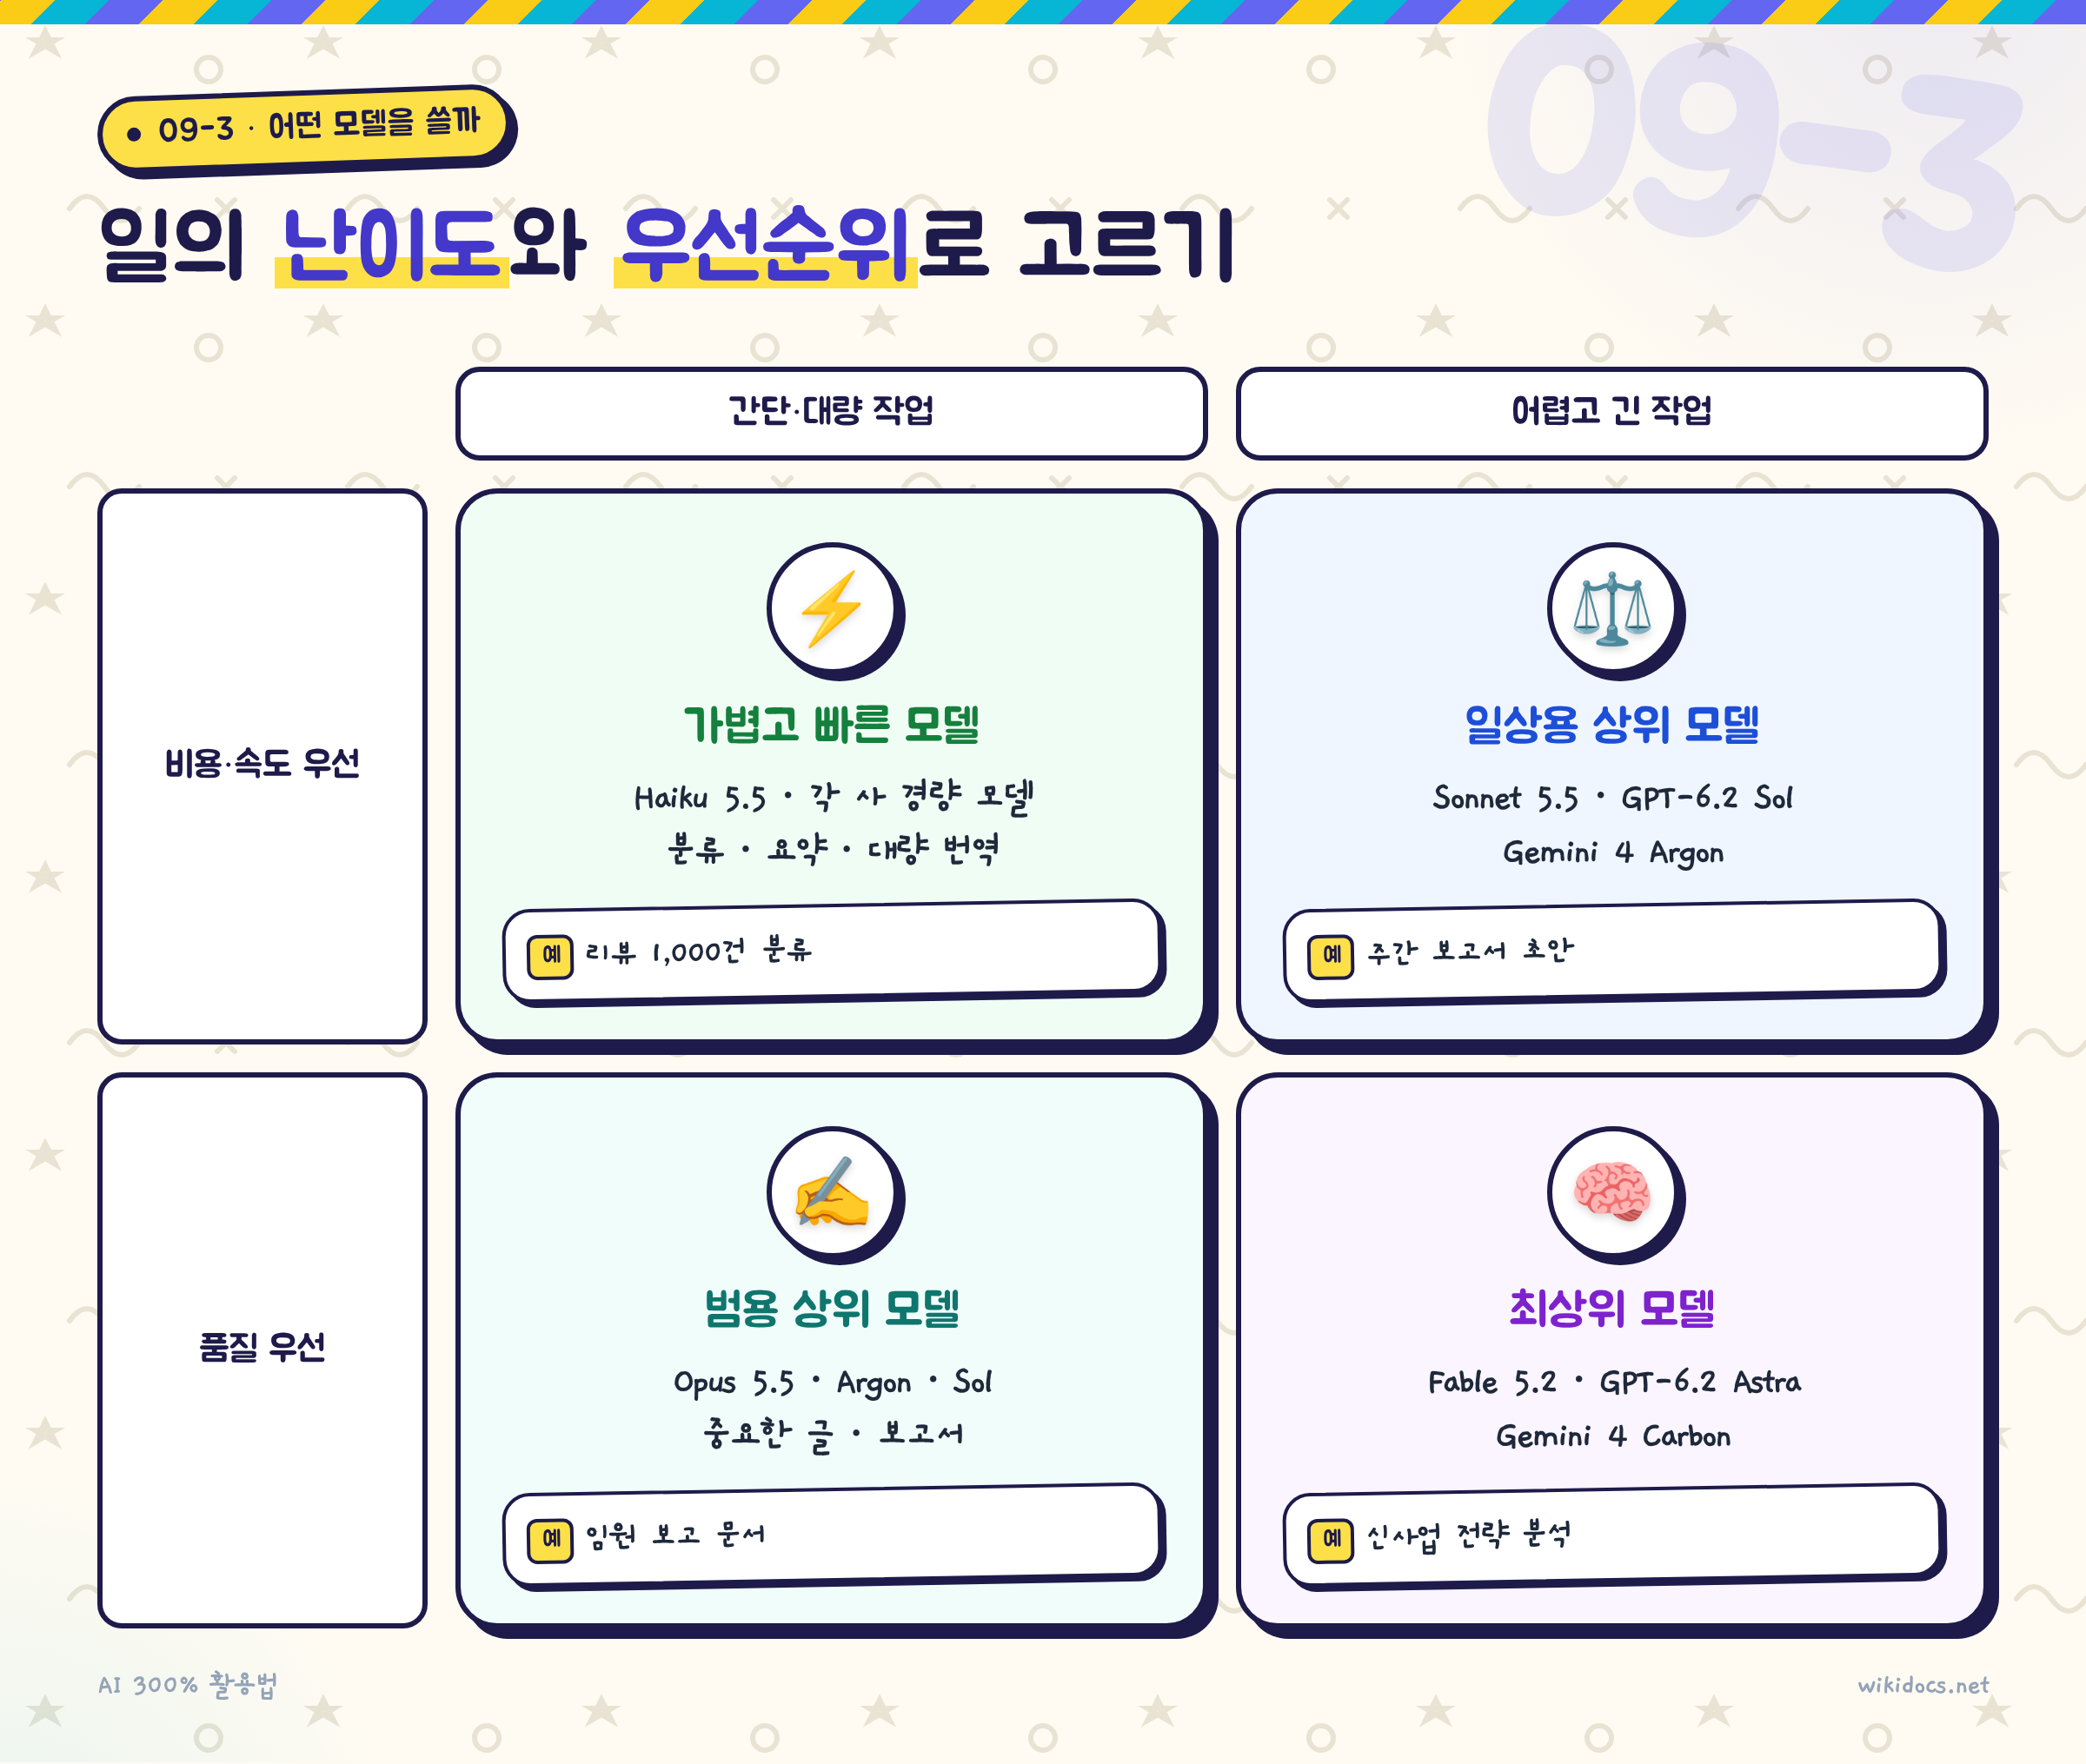 09-3
09-3 · 어떤 모델을 쓸까
일의 난이도와 우선순위로 고르기
간단·대량 작업
어렵고 긴 작업
비용·속도 우선
가볍고 빠른 모델
Haiku 5.5 · 각 사 경량 모델
분류 · 요약 · 대량 번역
예 리뷰 1,000건 분류
일상용 상위 모델
Sonnet 5.5 · GPT-6.2 Sol
Gemini 4 Argon
예 주간 보고서 초안
품질 우선
범용 상위 모델
Opus 5.5 · Argon · Sol
중요한 글 · 보고서
예 임원 보고 문서
최상위 모델
Fable 5.2 · GPT-6.2 Astra
Gemini 4 Carbon
예 신사업 전략 분석
AI 300% 활용법
wikidocs.net